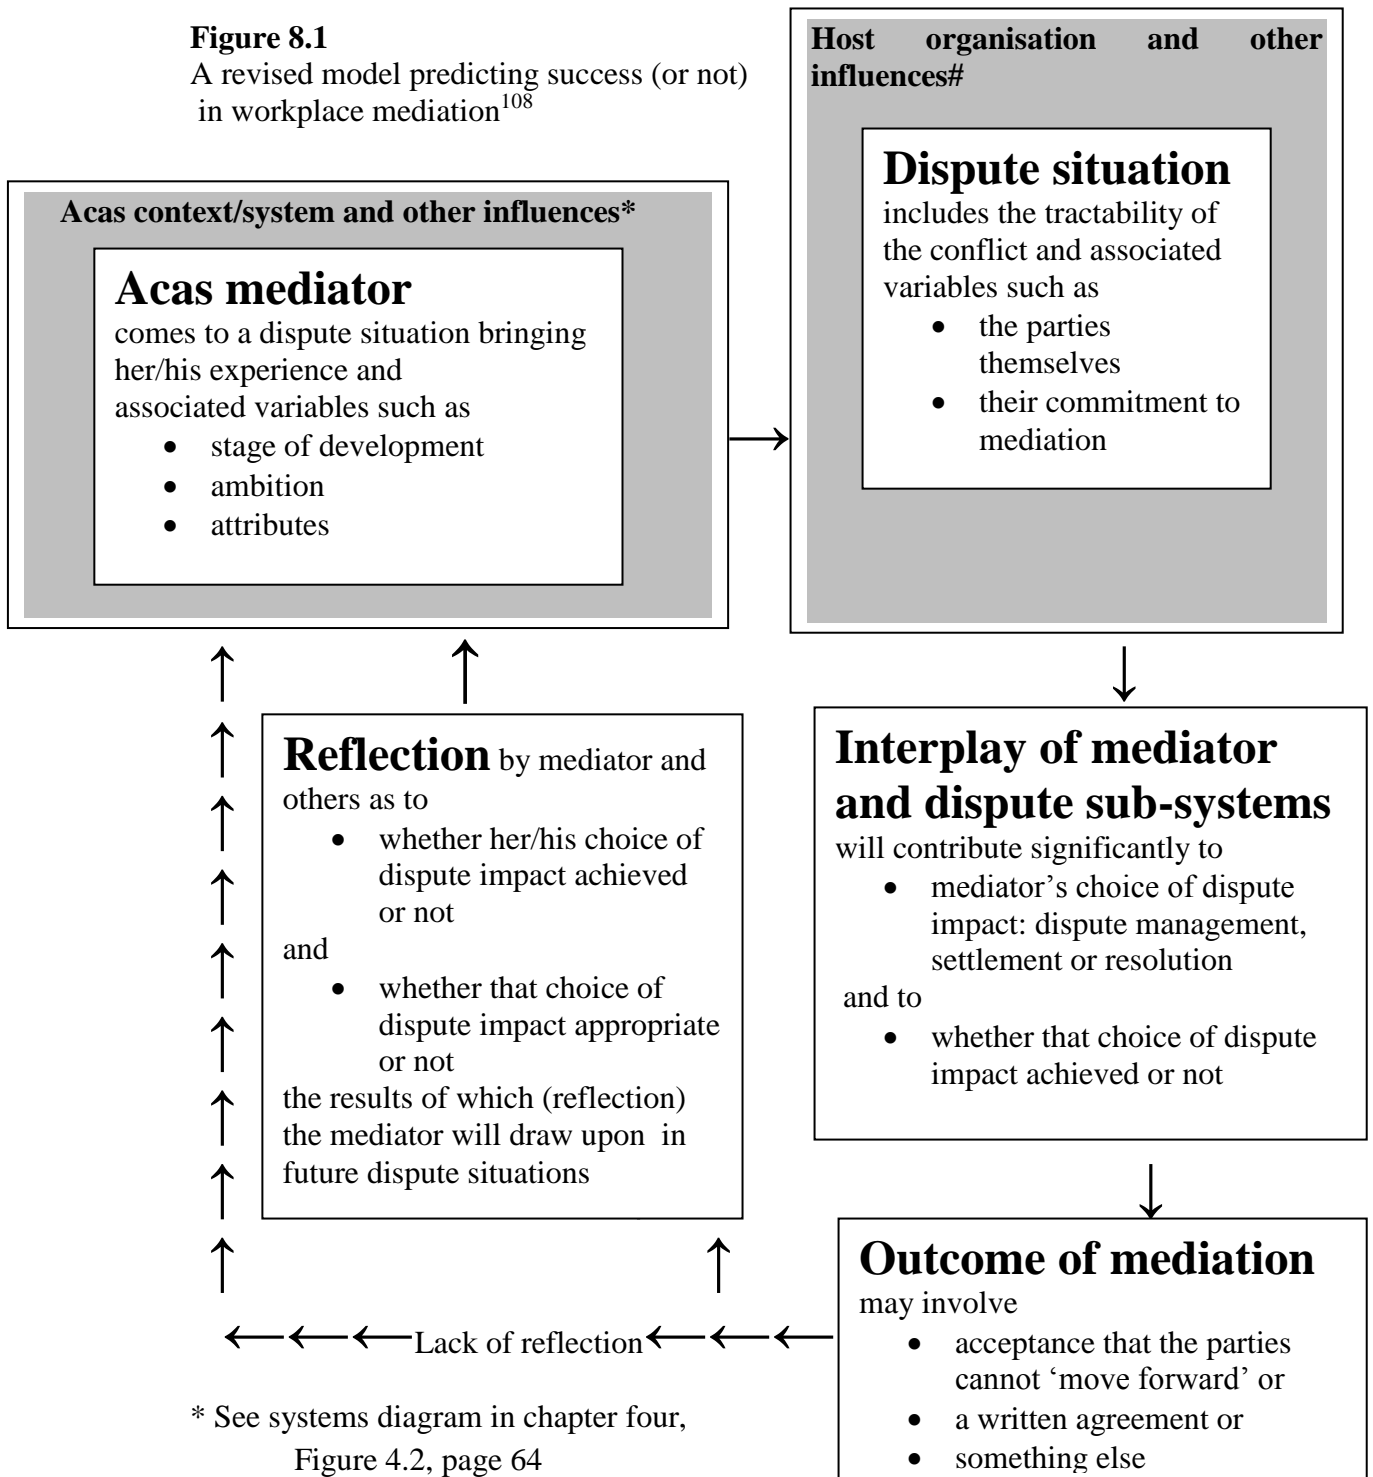 Figure 8.1
A revised model predicting success (or not)
in workplace mediation108
Host organisation and other
influences#
Dispute situation
includes the tractability of
the conflict and associated
variables such as
• the parties
themselves
• their commitment to
mediation
Acas context/system and other influences*
Acas mediator
comes to a dispute situation bringing
her/his experience and
associated variables such as
• stage of development
• ambition
• attributes
Reflection by mediator and
others as to
• whether her/his choice of
dispute impact achieved
or not
and
• whether that choice of
dispute impact appropriate
or not
the results of which (reflection)
the mediator will draw upon in
future dispute situations
Interplay of mediator
and dispute sub-systems
will contribute significantly to
• mediator’s choice of dispute
impact: dispute management,
settlement or resolution
and to
• whether that choice of dispute
impact achieved or not
Outcome of mediation
may involve
• acceptance that the parties
cannot ‘move forward’ or
• a written agreement or
• something else
Lack of reflection
* See systems diagram in chapter four,
Figure 4.2, page 64